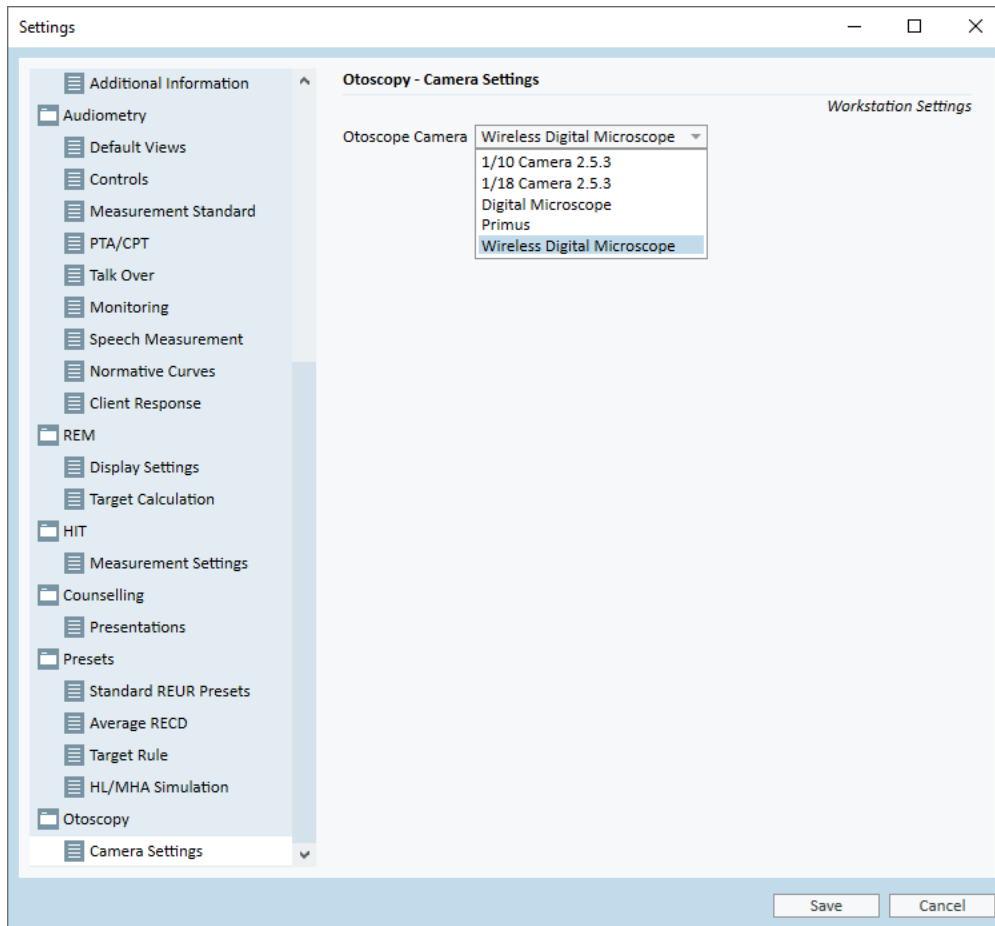 Settings
Additional Information
Audiometry
Default Views
Controls
Measurement Standard
PTA/CPT
Talk Over
Monitoring
Speech Measurement
Normative Curves
Client Response
REM
Display Settings
Target Calculation
HIT
Measurement Settings
Counselling
Presentations
Presets
Standard REUR Presets
Average RECD
Target Rule
HL/MHA Simulation
Otoscopy
Camera Settings
Otoscopy - Camera Settings
Workstation Settings
Otoscope Camera Wireless Digital Microscope
1/10 Camera 2.5.3
1/18 Camera 2.5.3
Digital Microscope
Primus
Wireless Digital Microscope
Save Cancel